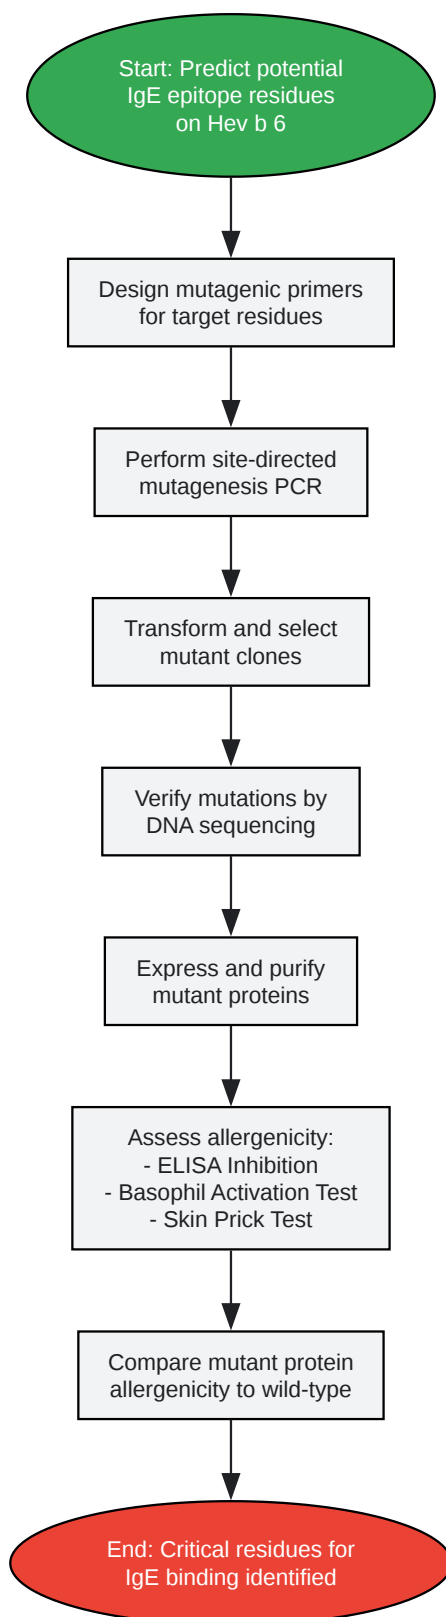 Start: Predict potential
IgE epitope residues
on Hev b 6
Design mutagenic primers
for target residues
Perform site-directed
mutagenesis PCR
Transform and select
mutant clones
Verify mutations by
DNA sequencing
Express and purify
mutant proteins
Assess allergenicity:
- ELISA Inhibition
- Basophil Activation Test
- Skin Prick Test
Compare mutant protein
allergenicity to wild-type
End: Critical residues for
IgE binding identified